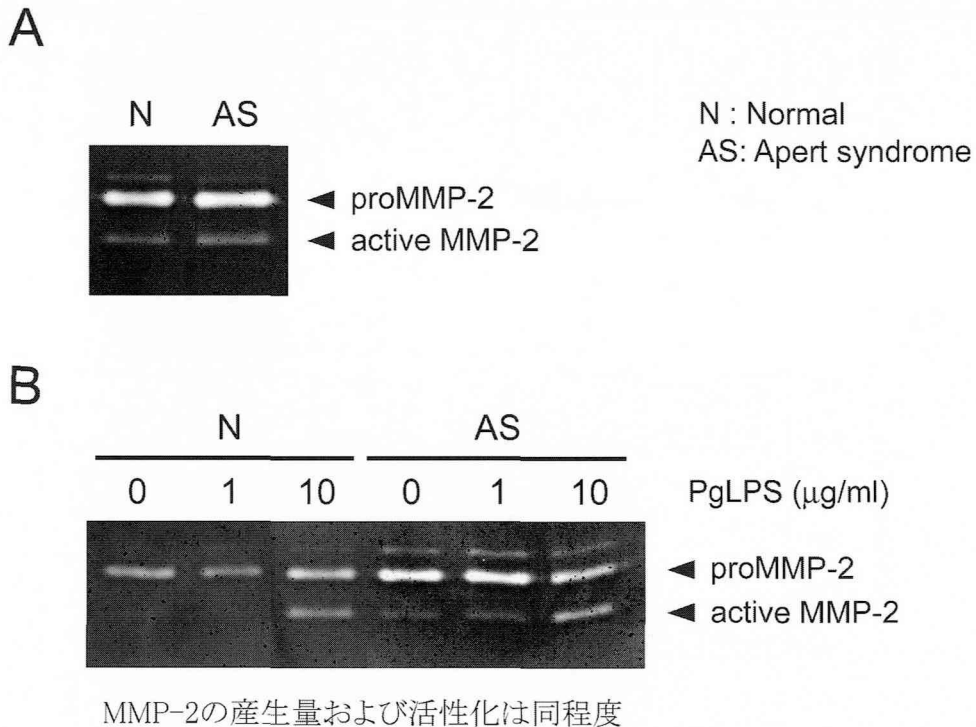 A
N AS
N : Normal
AS: Apert syndrome
◄ proMMP-2
◄ active MMP-2
B
N AS
0 1 10 0 1 10 PgLPS (μg/ml)
◄ proMMP-2
◄ active MMP-2
MMP-2の産生量および活性化は同程度